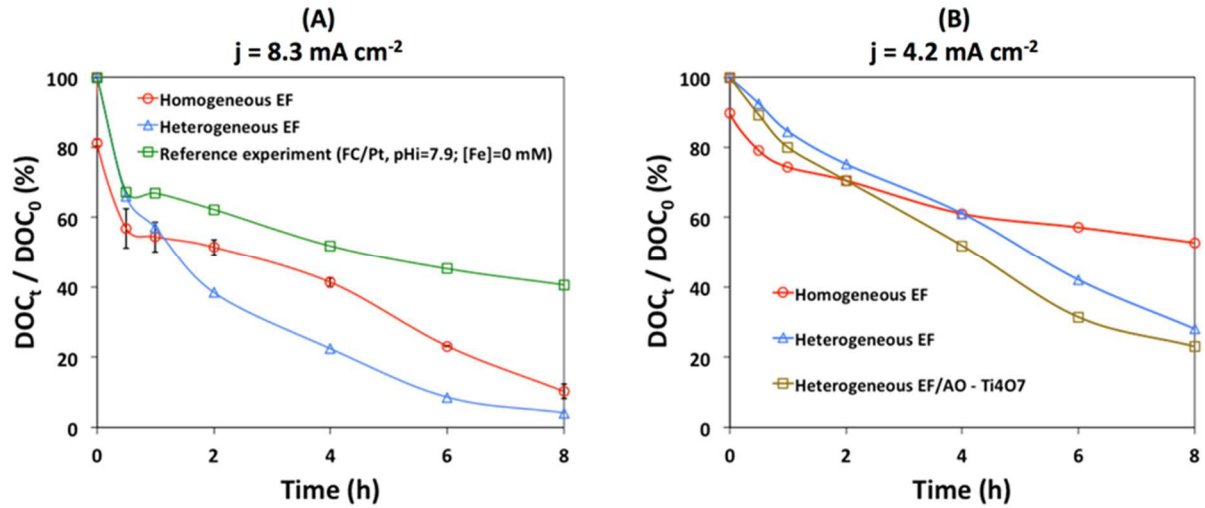 (A)
j = 8.3 mA cm-2
DOCt / DOC0 (%)
100
80
60
40
20
0
Homogeneous EF
Heterogeneous EF
Reference experiment (FC/Pt, pHi=7.9; [Fe]=0 mM)
0 2 4 6 8
Time (h)
(B)
j = 4.2 mA cm-2
DOCt / DOC0 (%)
100
80
60
40
20
0
Homogeneous EF
Heterogeneous EF
Heterogeneous EF/AO - Ti4O7
0 2 4 6 8
Time (h)